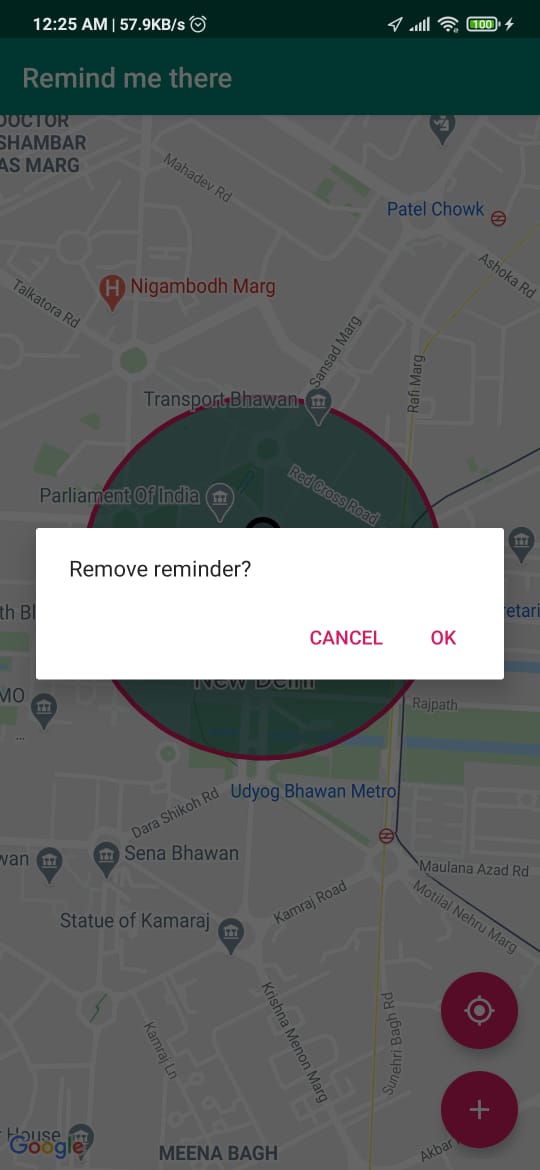 12:25 AM | 57.9KB/s
100
Remind me there
DOCTOR
SHAMBAR
AS MARG
Mahadev Rd
Patel Chowk
Ashoka Rd
Talkatora Rd
Nigambodh Marg
Sansad Marg
Rafi Marg
Transport Bhawan
Red Cross Road
Parliament Of India
Remove reminder?
th Bl
retari
CANCEL
OK
New Delhi
MO
...
Rajpath
Udyog Bhawan Metro
Dara Shikoh Rd
wan
Sena Bhawan
Maulana Azad Rd
Motilal Nehru Marg
Kamraj Road
Statue of Kamaraj
Krishna Menon Marg
Sunehri Bagh Rd
Kamraj Ln
r House
Google
MEENA BAGH
Akbar